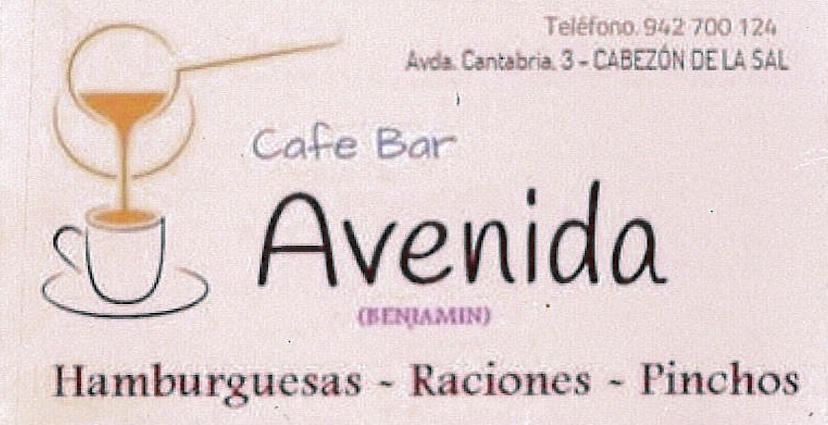 Teléfono. 942 700 124
Avda. Cantabria, 3 - CABEZÓN DE LA SAL
Cafe Bar
Avenida
(BENJAMIN)
Hamburguesas - Raciones - Pinchos